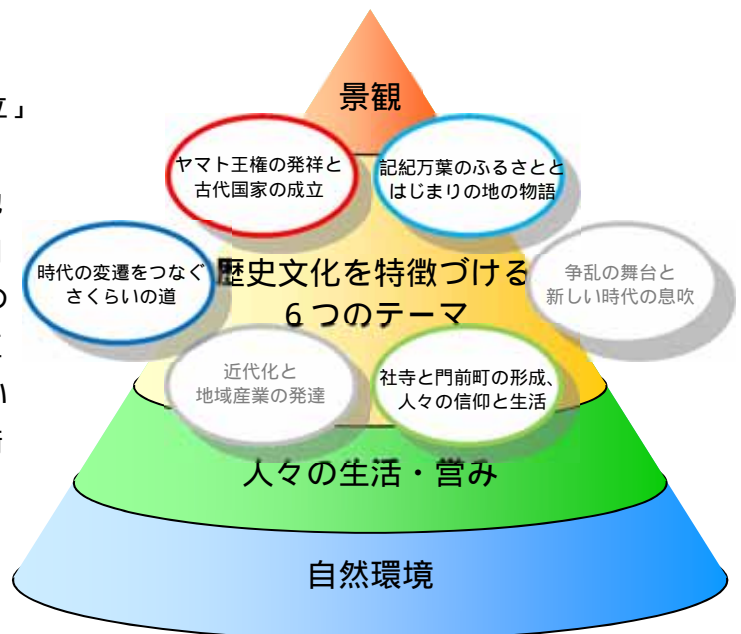 立」
景観
ヤマト王権の発祥と
古代国家の成立
記紀万葉のふるさとと
はじまりの地の物語
時代の変遷をつなぐ
さくらいの道
歴史文化を特徴づける
6つのテーマ
争乱の舞台と
新しい時代の息吹
の
近代化と
地域産業の発達
社寺と門前町の形成、
人々の信仰と生活
い
人々の生活・営み
自然環境